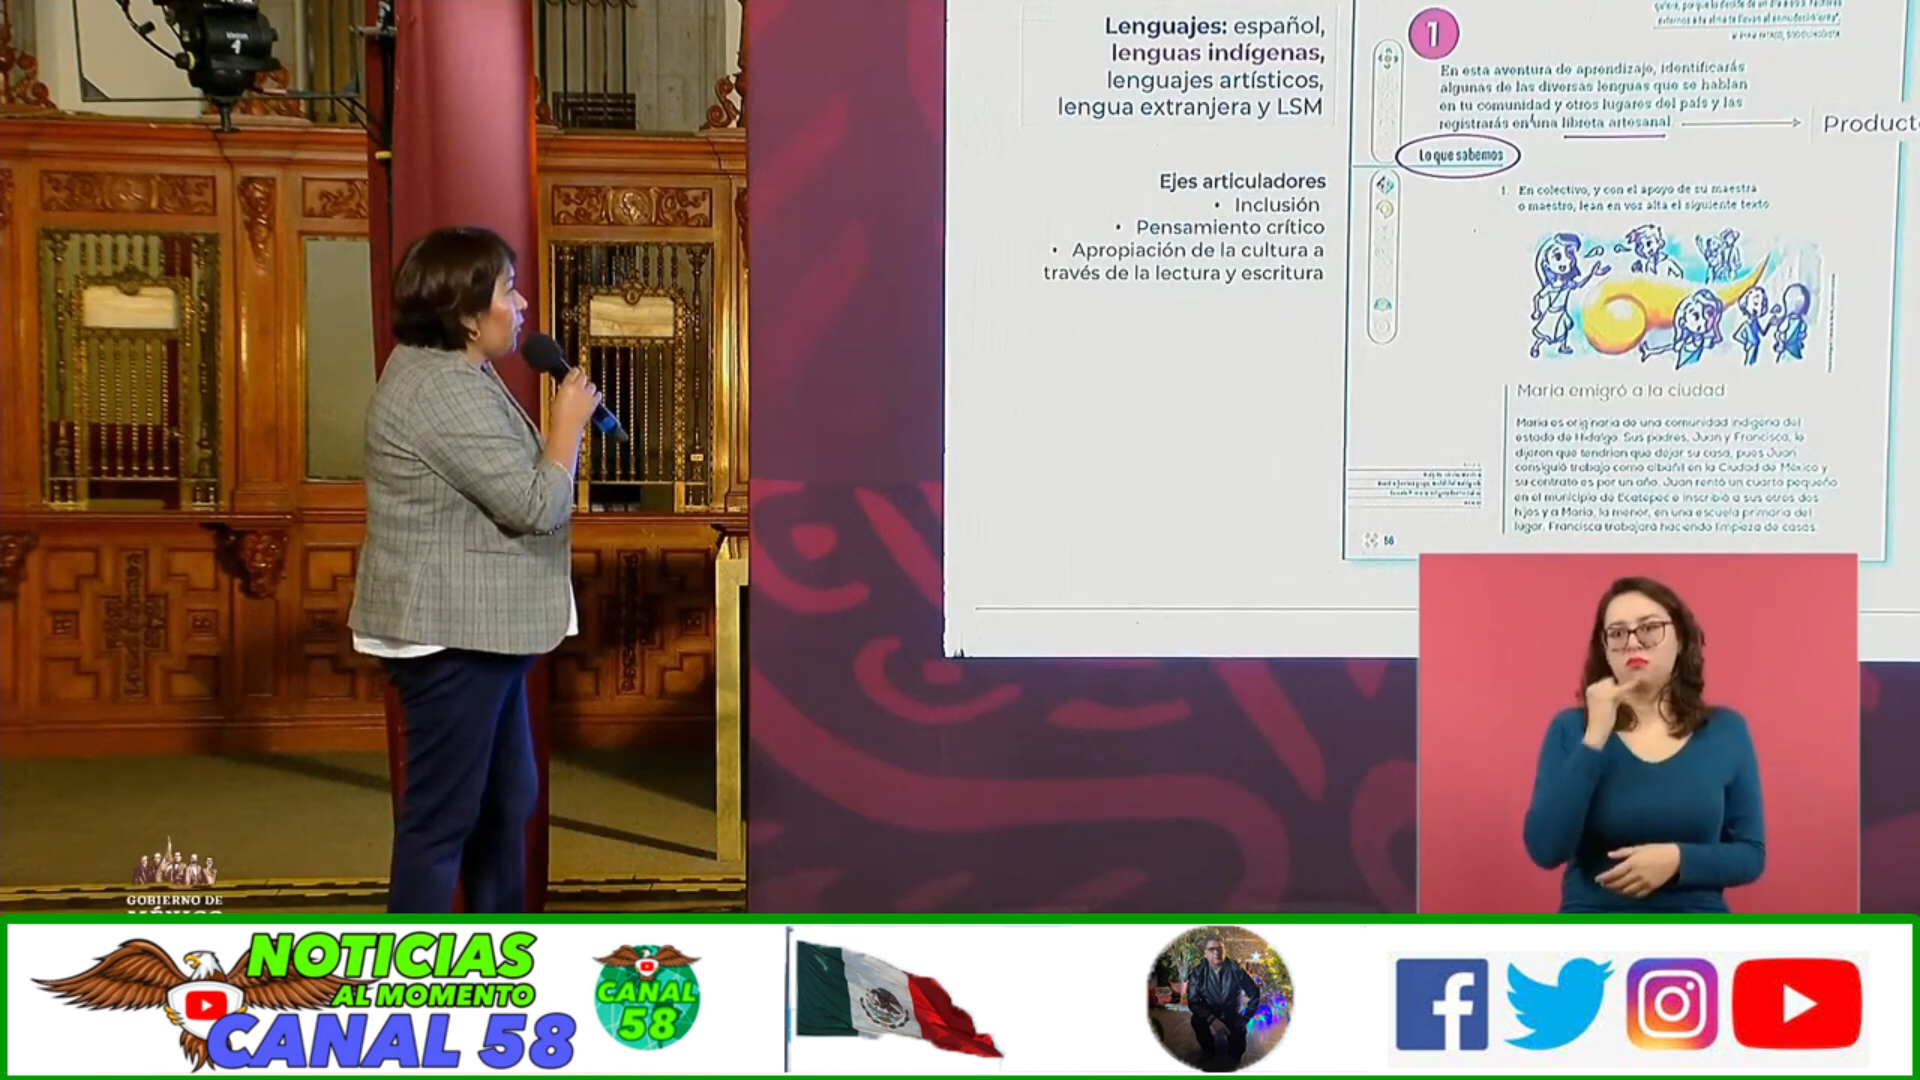 Lenguajes: español,
lenguas indígenas,
lenguajes artísticos,
lengua extranjera y LSM
Ejes articuladores
• Inclusión
• Pensamiento crítico
• Apropiación de la cultura a
través de la lectura y escritura
1
En esta aventura de aprendizaje, identificarás
algunas de las diversas lenguas que se hablan
en tu comunidad y otros lugares del país y las
registrarás en una libreta artesanal.
Product
Lo que sabemos
1. En colectivo, y con el apoyo de su maestra
o maestro, lean en voz alta el siguiente texto
María emigró a la ciudad
María es originaria de una comunidad indígena del
estado de Hidalgo. Sus padres, Juan y Francisca, le
dijeron que tendrían que dejar su casa, pues Juan
consiguió trabajo como albañil en la Ciudad de México y
su contrato es por un año. Juan rentó un cuarto pequeño
en el municipio de Ecatepec e inscribió a sus otros dos
hijos y a María, la menor, en una escuela primaria del
lugar. Francisca trabajará haciendo limpieza de casas.
56
GOBIERNO DE
MÉXICO
NOTICIAS
AL MOMENTO
CANAL 58
CANAL
58